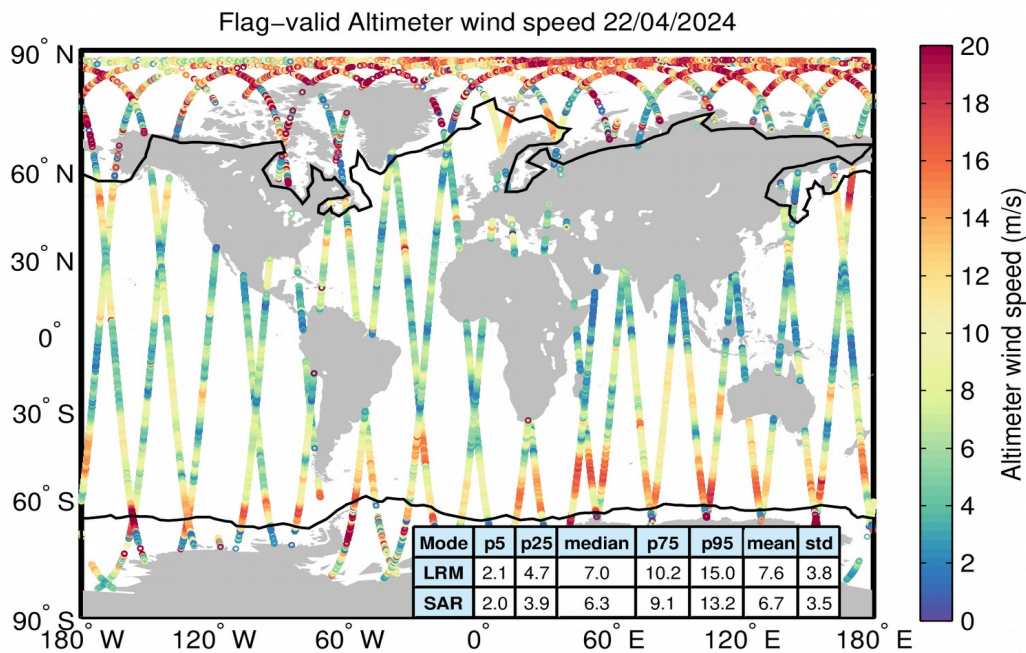 Flag-valid Altimeter wind speed 22/04/2024
90° N
60° N
30° N
0°
30° S
60° S
90° S
180° W
120° W
60° W
0°
60° E
120° E
180° E
Mode p5 p25 median p75 p95 mean std
LRM 2.1 4.7 7.0 10.2 15.0 7.6 3.8
SAR 2.0 3.9 6.3 9.1 13.2 6.7 3.5
20
18
16
14
12
10
8
6
4
2
0
Altimeter wind speed (m/s)